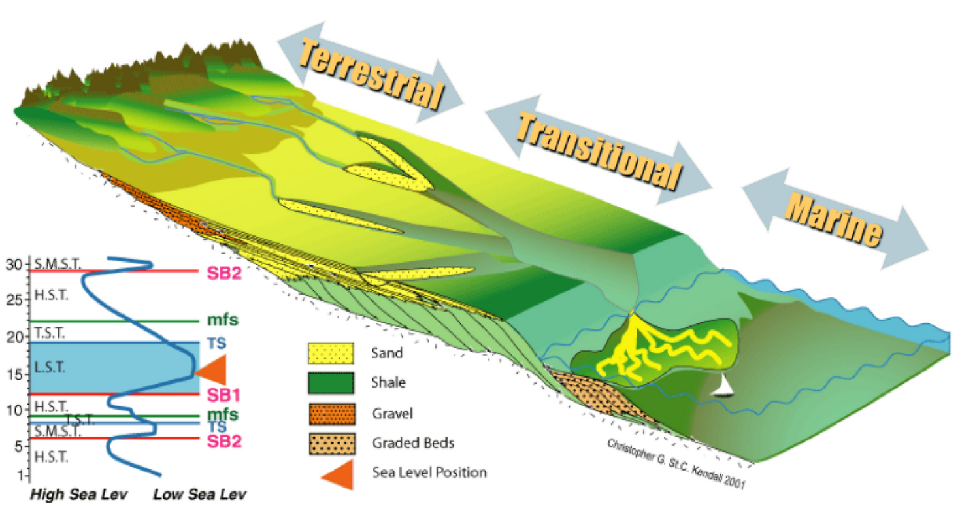 Terrestrial
Transitional
Marine
30 S.M.S.T. SB2
H.S.T.
25
mfs
20 T.S.T.
TS
15 L.S.T.
SB1
10 H.S.T.
mfs
T.S.T.
TS
S.M.S.T.
SB2
5
H.S.T.
1
High Sea Lev Low Sea Lev
Sand
Shale
Gravel
Graded Beds
Sea Level Position
Christopher G. St.C. Kendall 2001